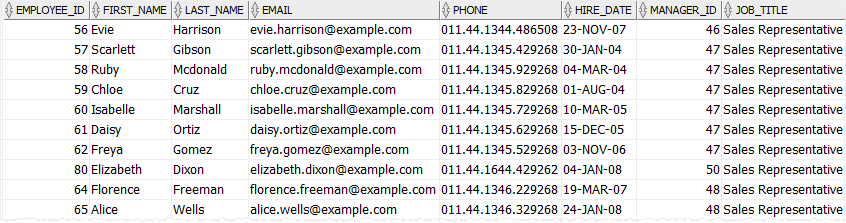 EMPLOYEE_ID FIRST_NAME LAST_NAME EMAIL PHONE HIRE_DATE MANAGER_ID JOB_TITLE
56 Evie Harrison evie.harrison@example.com 011.44.1344.486508 23-NOV-07 46 Sales Representative
57 Scarlett Gibson scarlett.gibson@example.com 011.44.1345.429268 30-JAN-04 47 Sales Representative
58 Ruby Mcdonald ruby.mcdonald@example.com 011.44.1345.929268 04-MAR-04 47 Sales Representative
59 Chloe Cruz chloe.cruz@example.com 011.44.1345.829268 01-AUG-04 47 Sales Representative
60 Isabelle Marshall isabelle.marshall@example.com 011.44.1345.729268 10-MAR-05 47 Sales Representative
61 Daisy Ortiz daisy.ortiz@example.com 011.44.1345.629268 15-DEC-05 47 Sales Representative
62 Freya Gomez freya.gomez@example.com 011.44.1345.529268 03-NOV-06 47 Sales Representative
80 Elizabeth Dixon elizabeth.dixon@example.com 011.44.1644.429262 04-JAN-08 50 Sales Representative
64 Florence Freeman florence.freeman@example.com 011.44.1346.229268 19-MAR-07 48 Sales Representative
65 Alice Wells alice.wells@example.com 011.44.1346.329268 24-JAN-08 48 Sales Representative